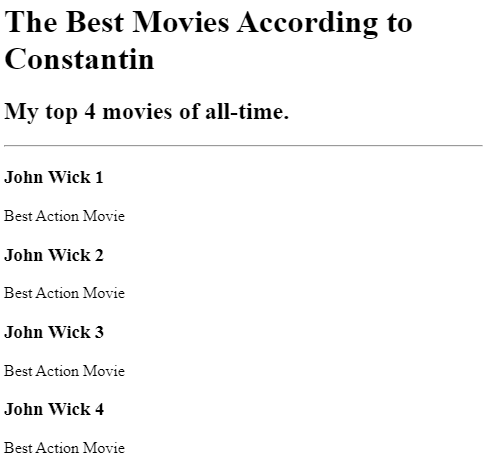 The Best Movies According to
Constantin
My top 4 movies of all-time.
John Wick 1
Best Action Movie
John Wick 2
Best Action Movie
John Wick 3
Best Action Movie
John Wick 4
Best Action Movie